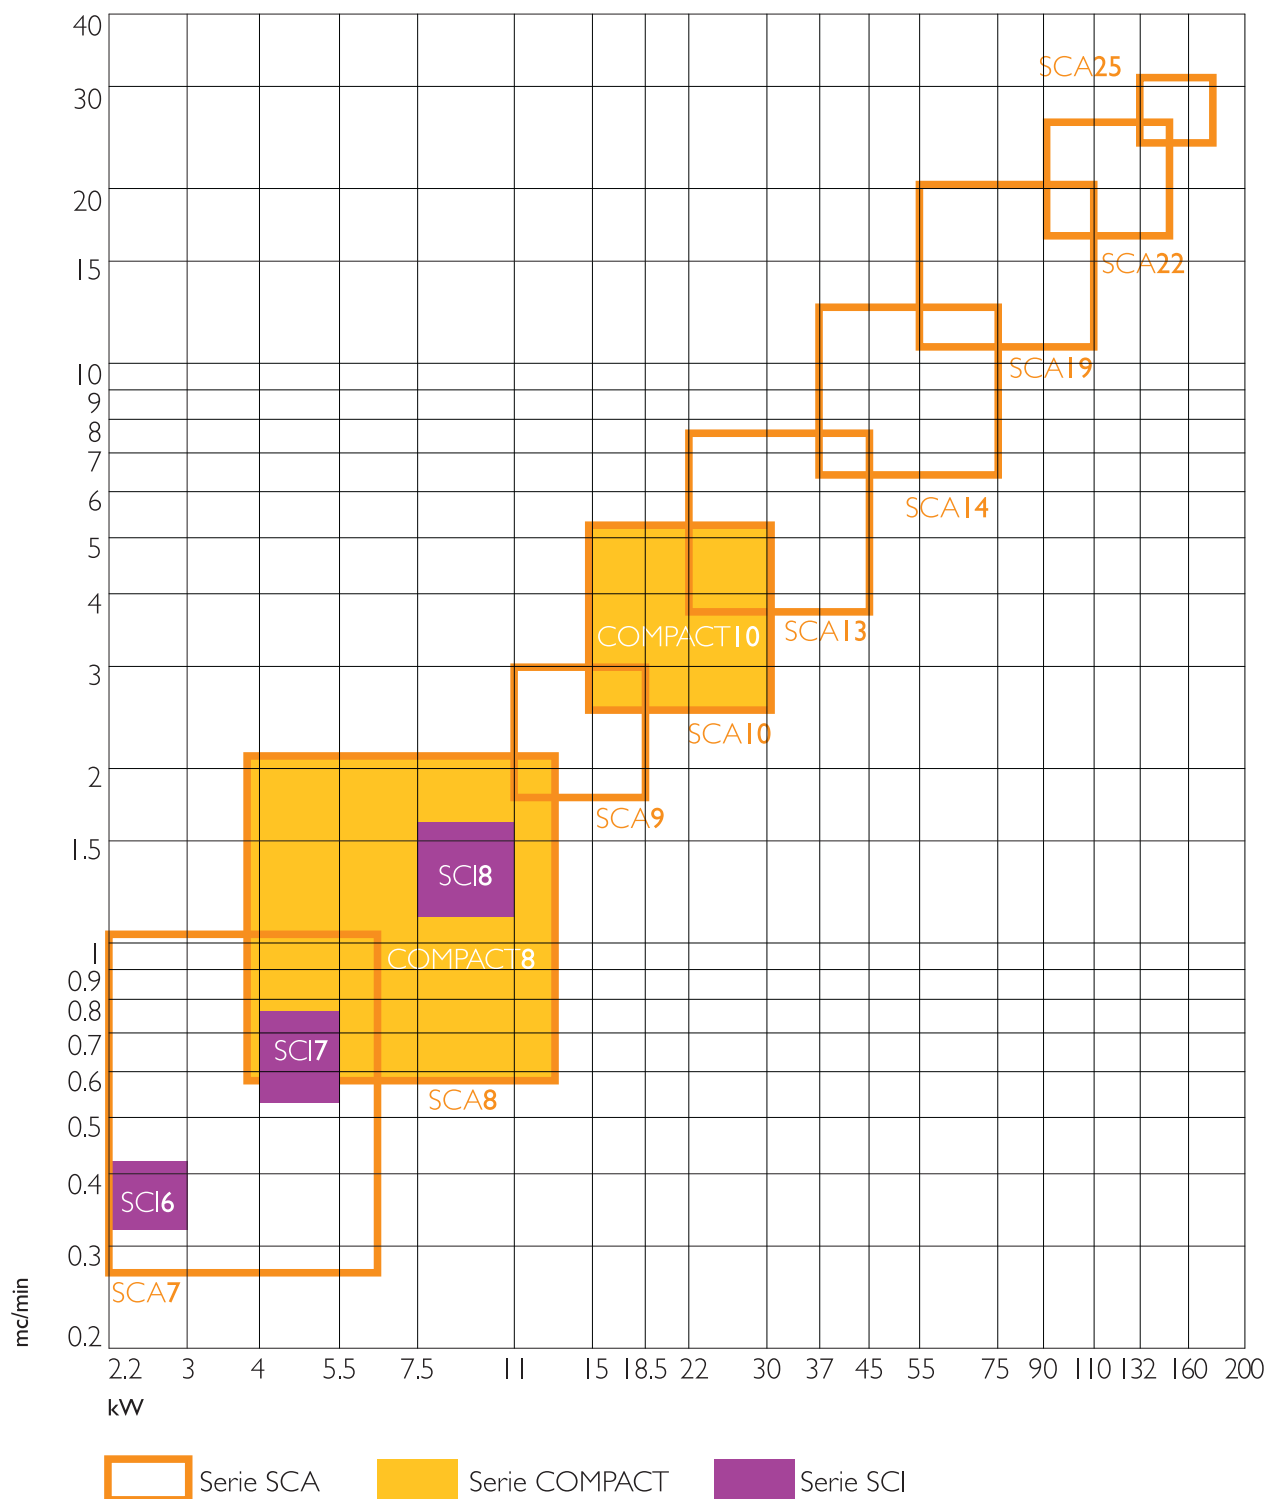 40
SCA25
30
20
15
SCA22
10
SCA19
9
8
7
6
SCA14
5
4
COMPACT10
SCA13
3
SCA10
2
SCA9
1.5
SCI8
1
COMPACT8
0.9
0.8
0.7
SCI7
0.6
SCA8
0.5
0.4
SCI6
0.3
SCA7
mc/min
0.2
2.2 3 4 5.5 7.5 11 15 18.5 22 30 37 45 55 75 90 110 132 160 200
kW
Serie SCA Serie COMPACT Serie SCI